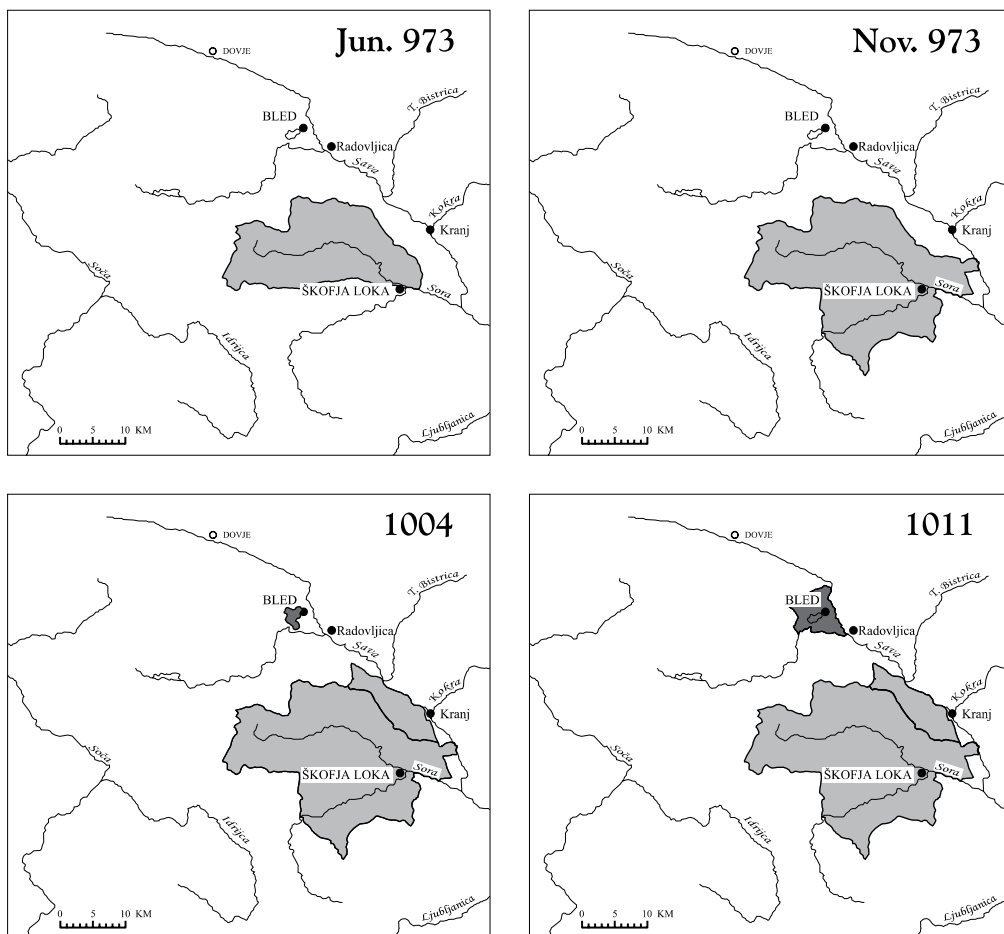 Jun. 973
DOVJE
BLED
T. Bistrica
Radovljica
Sava
Kokra
Kranj
Soča
ŠKOFJA LOKA
Sora
Idrijca
Ljubljanica
0 5 10 KM
Nov. 973
DOVJE
BLED
T. Bistrica
Radovljica
Sava
Kokra
Kranj
Soča
ŠKOFJA LOKA
Sora
Idrijca
Ljubljanica
0 5 10 KM
1004
DOVJE
BLED
T. Bistrica
Radovljica
Sava
Kokra
Kranj
Soča
ŠKOFJA LOKA
Sora
Idrijca
Ljubljanica
0 5 10 KM
1011
DOVJE
BLED
T. Bistrica
Radovljica
Sava
Kokra
Kranj
Soča
ŠKOFJA LOKA
Sora
Idrijca
Ljubljanica
0 5 10 KM